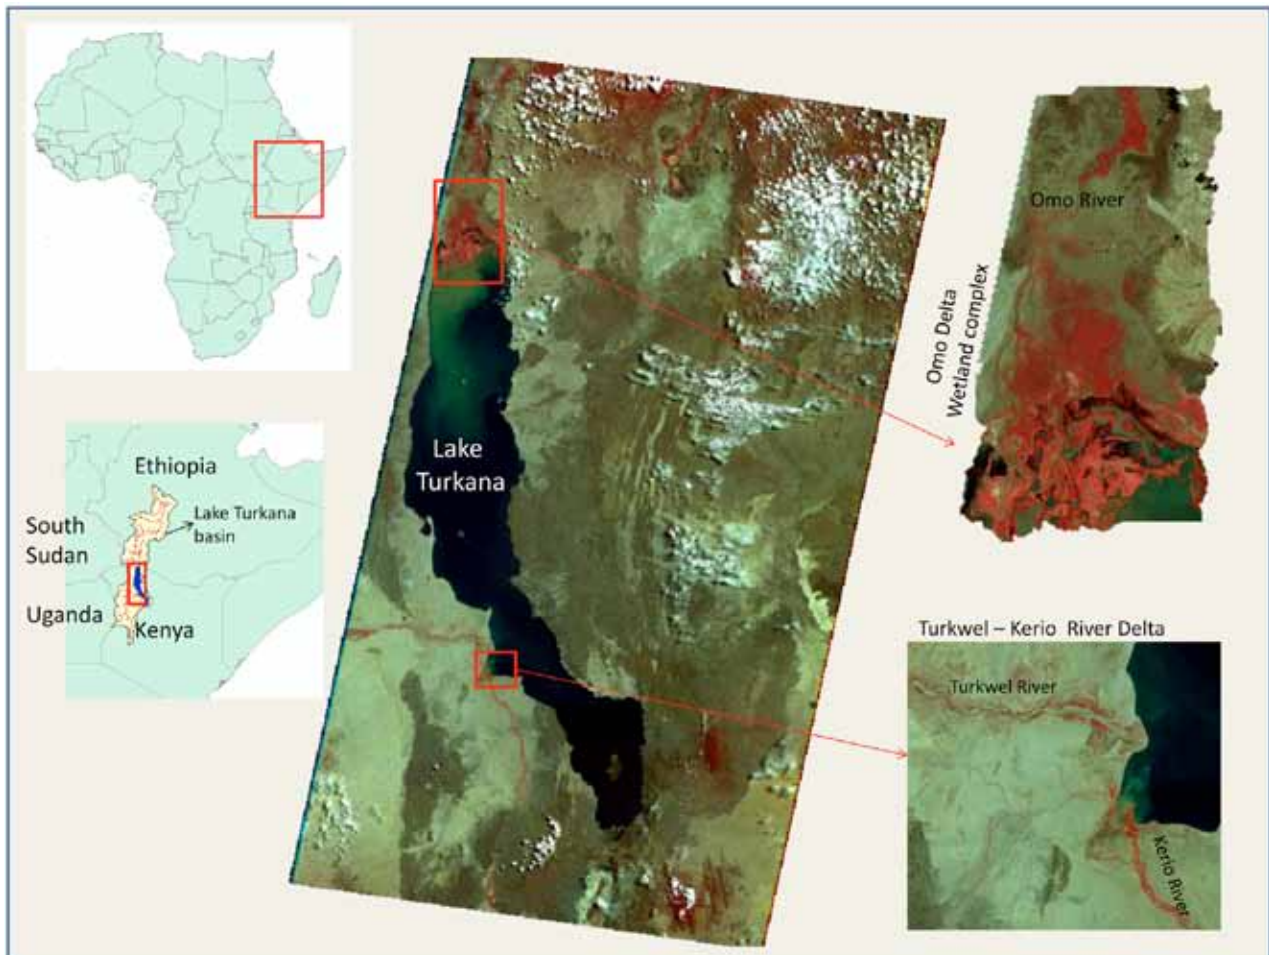 Ethiopia
South
Sudan
Lake Turkana
basin
Uganda
Kenya
Lake
Turkana
Omo River
Omo Delta
Wetland complex
Turkwel – Kerio River Delta
Turkwel River
Kerio River